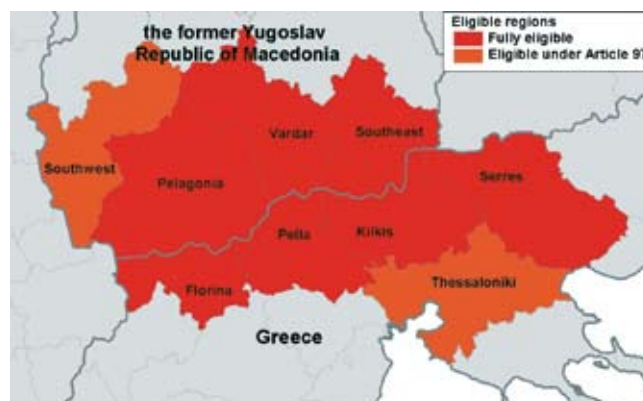 the former Yugoslav
Republic of Macedonia
Eligible regions
Fully eligible
Eligible under Article 97
Vardar
Southeast
Southwest
Pelagonia
Serres
Pella
Kilkis
Florina
Thessaloniki
Greece